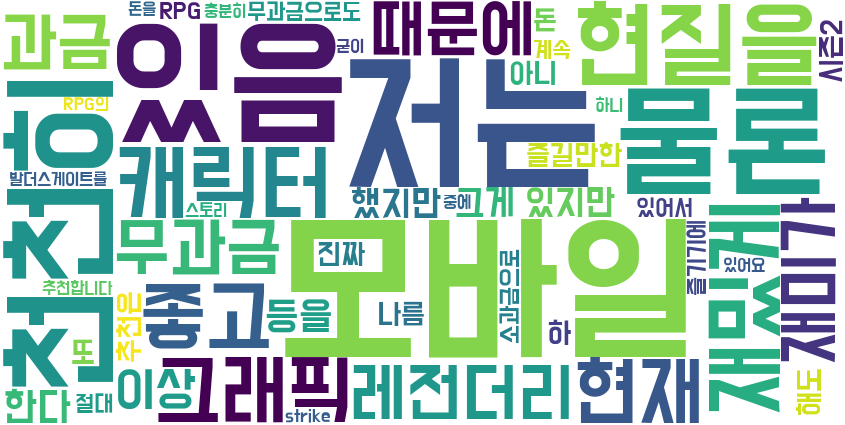 돈을
RPG
충분히
무과금으로도
때문에
돈
현질을
시즌2
과금
있음
굳이
계속
아니
저는
RPG인
하니
물론
천천히
캐릭터
즐길만한
발더스게이트를
스토리
했지만
중에
그게
있지만
있어서
재밌게
재미가
무과금
진짜
모바일
소과금으로
즐기기에
있어요
추천합니다
좋고
등을
나름
하
추천은
또
한다
절대
이상
그래픽
strike
레전더리
현재
해도